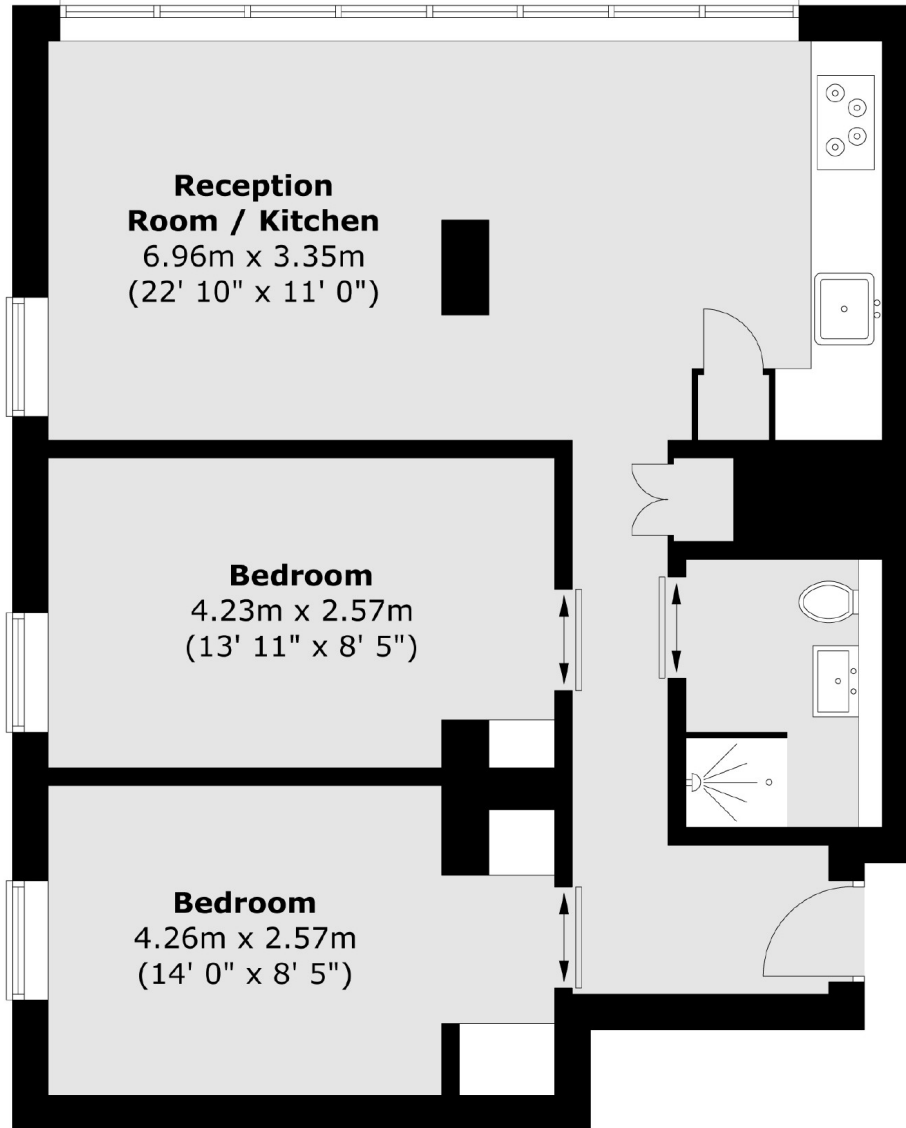 Reception
Room / Kitchen
6.96m x 3.35m
(22' 10" x 11' 0")
Bedroom
4.23m x 2.57m
(13' 11" x 8' 5")
Bedroom
4.26m x 2.57m
(14' 0" x 8' 5")